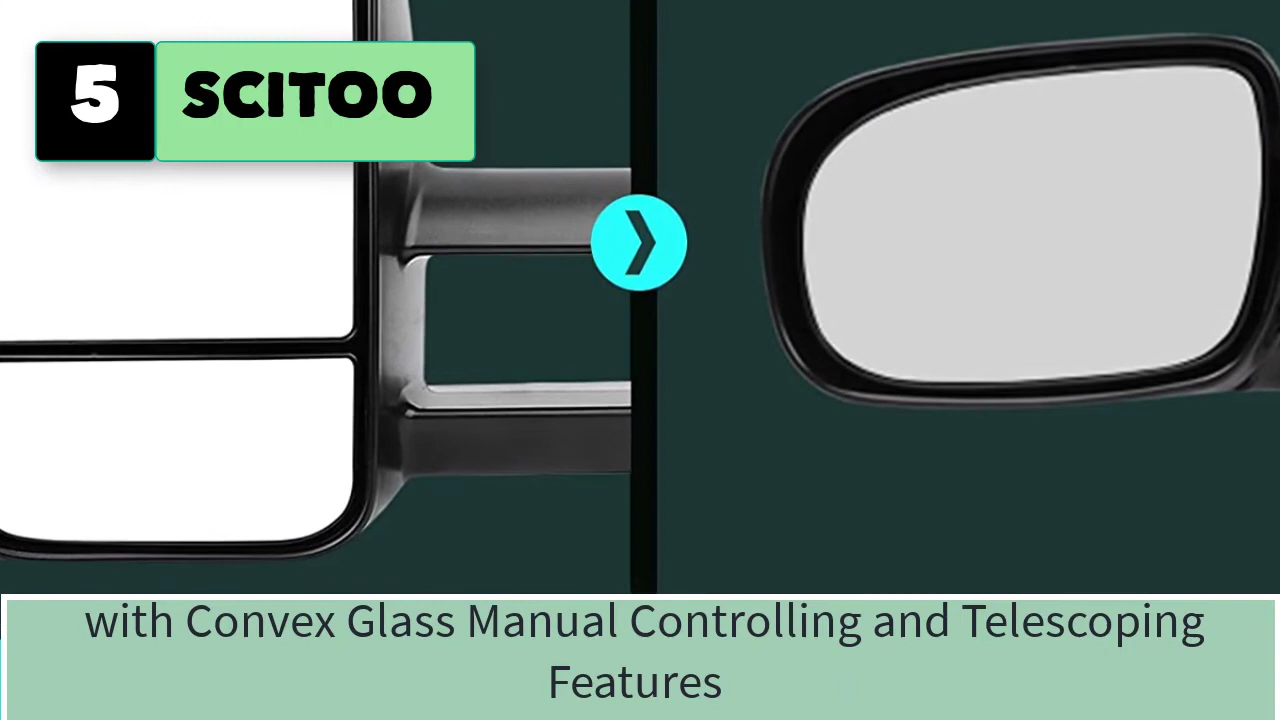 5 SCITOO
with Convex Glass Manual Controlling and Telescoping
Features